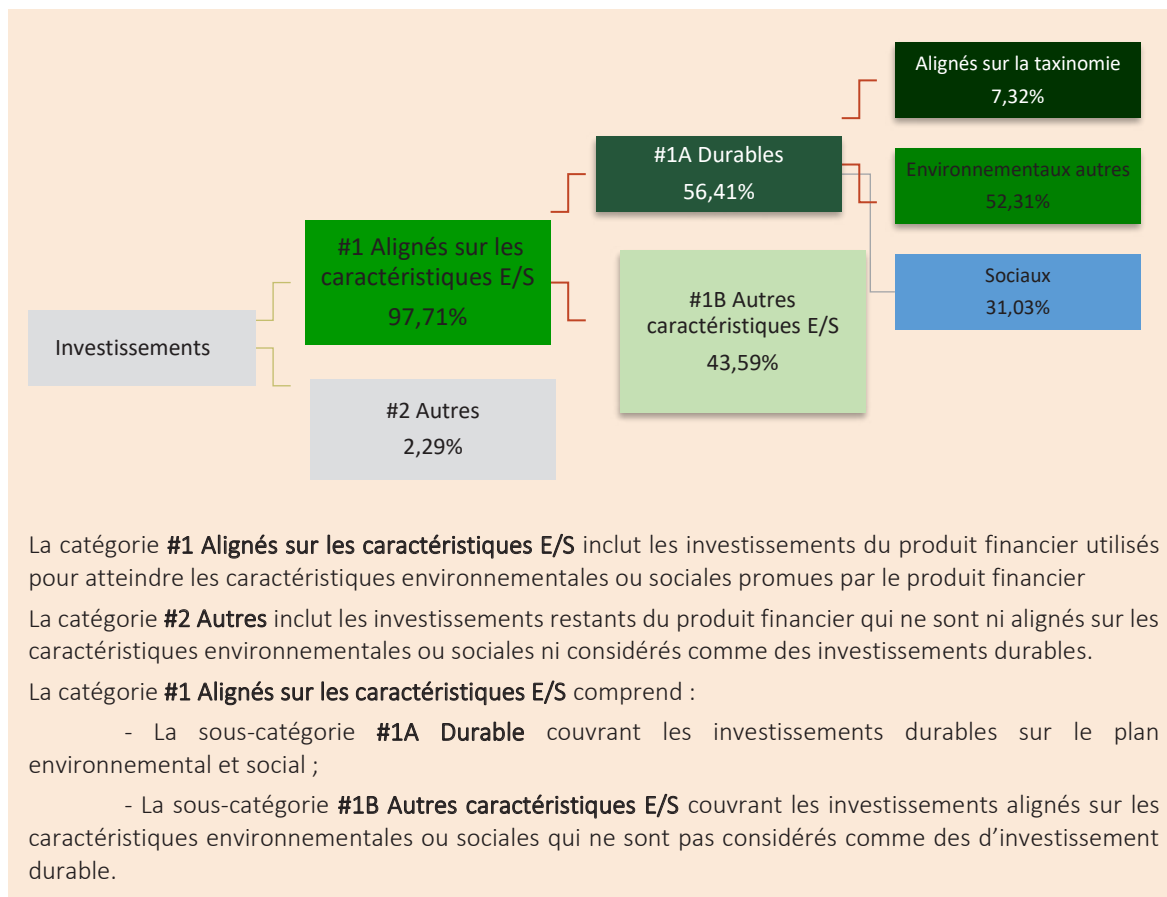 Alignés sur la taxinomie
7,32%
#1A Durables
56,41%
Environnementaux autres
52,31%
#1 Alignés sur les
caractéristiques E/S
97,71%
Sociaux
31,03%
#1B Autres
caractéristiques E/S
43,59%
Investissements
#2 Autres
2,29%
La catégorie #1 Alignés sur les caractéristiques E/S inclut les investissements du produit financier utilisés
pour atteindre les caractéristiques environnementales ou sociales promues par le produit financier
La catégorie #2 Autres inclut les investissements restants du produit financier qui ne sont ni alignés sur les
caractéristiques environnementales ou sociales ni considérés comme des investissements durables.
La catégorie #1 Alignés sur les caractéristiques E/S comprend :
- La sous-catégorie #1A Durable couvrant les investissements durables sur le plan
environnemental et social ;
- La sous-catégorie #1B Autres caractéristiques E/S couvrant les investissements alignés sur les
caractéristiques environnementales ou sociales qui ne sont pas considérés comme des d'investissement
durable.